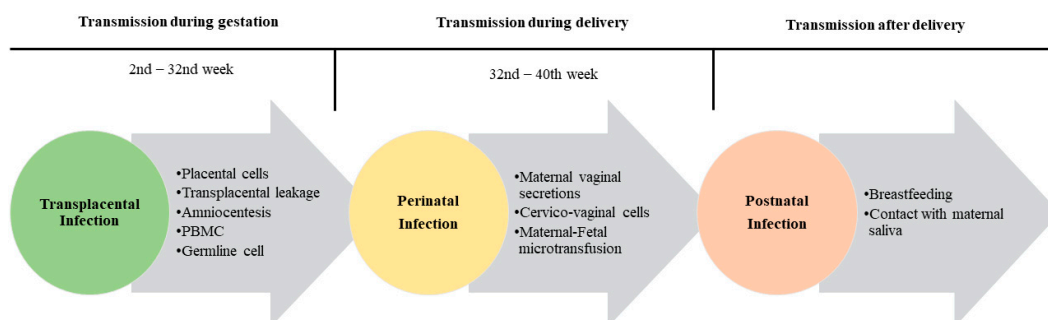 Transmission during gestation
Transmission during delivery
Transmission after delivery
2nd – 32nd week
32nd – 40th week
Transplacental
Infection
•Placental cells
•Transplacental leakage
•Amniocentesis
•PBMC
•Germline cell
Perinatal
Infection
•Maternal vaginal
secretions
•Cervico-vaginal cells
•Maternal-Fetal
microtransfusion
Postnatal
Infection
•Breastfeeding
•Contact with maternal
saliva